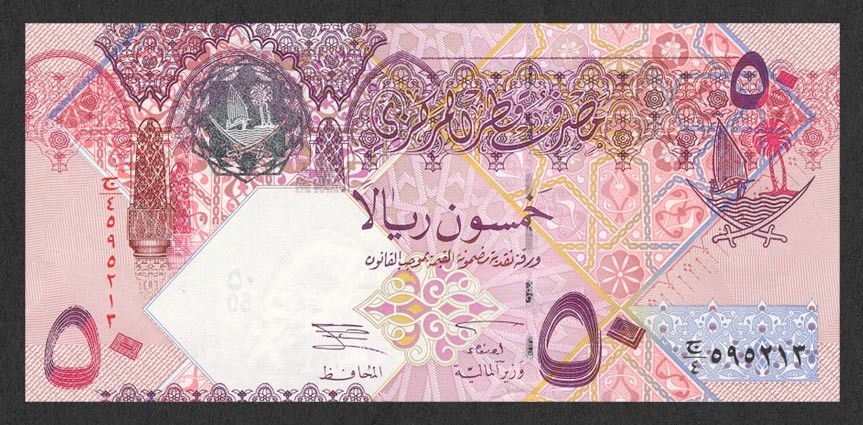 ٥٠
مصرف قطر المركزي
خمسون ريالا
ورقة نقدية مضمونة القيمة بموجب القانون
ج/٤ ٥٩٥٢١٣
٥٠
٥٠
وزير المالية
المحافظ
ج/٤ ٥٩٥٢١٣